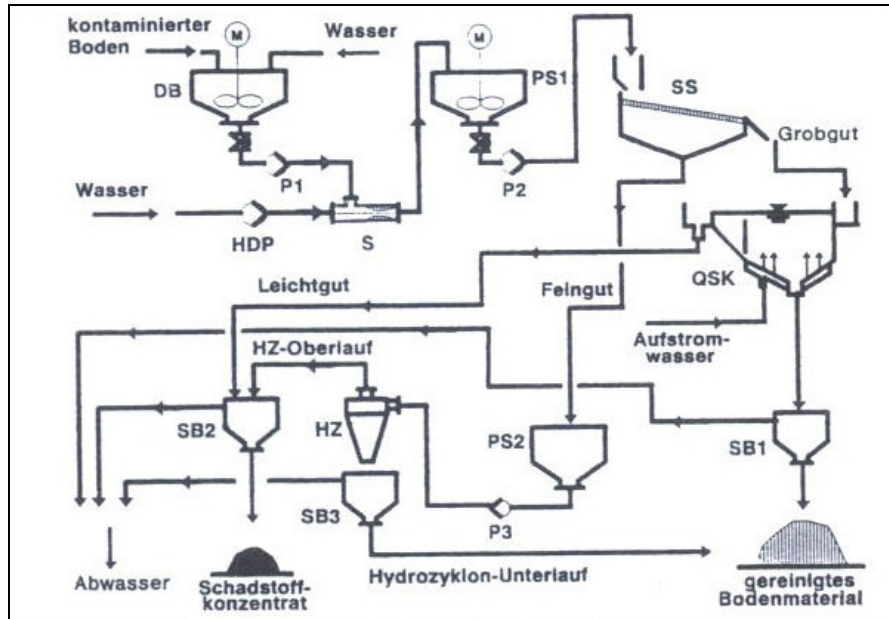 kontaminierter
Boden
Wasser
M
DB
M
PS1
SS
Grobgut
P1
P2
Wasser
HDP
S
QSK
Leichtgut
Feingut
Aufstrom-
wasser
HZ-Oberlauf
SB2
HZ
PS2
SB1
SB3
P3
Abwasser
Schadstoff-
konzentrat
Hydrozyklon-Unterlauf
gereinigtes
Bodenmaterial